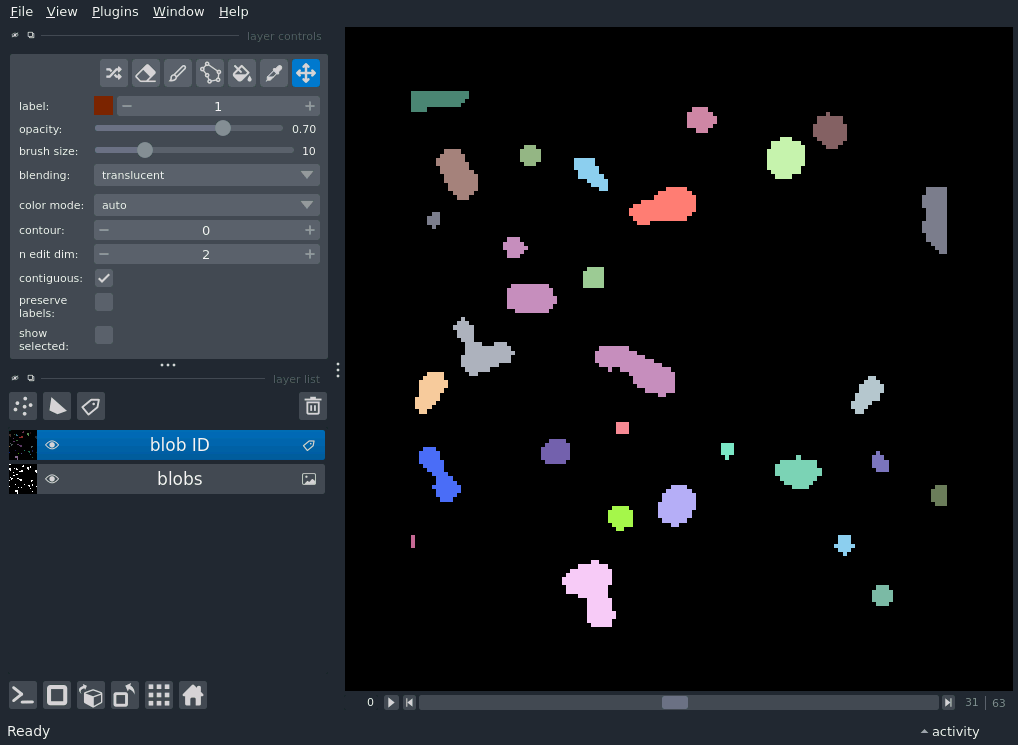 File View Plugins Window Help
layer controls
label: 1
opacity: 0.70
brush size: 10
blending: translucent
color mode: auto
contour: 0
n edit dim: 2
contiguous:
preserve
labels:
show
selected:
layer list
blob ID
blobs
0 31 | 63
Ready activity